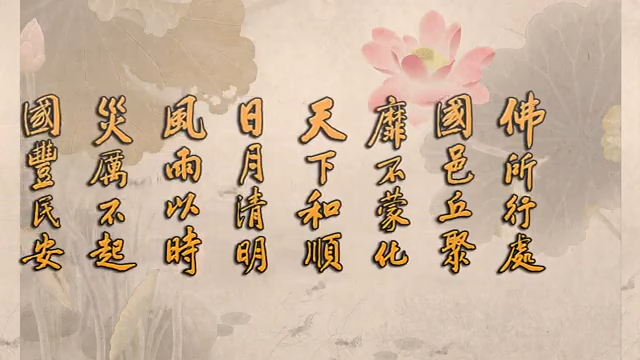 佛所行處
國邑丘聚
靡不蒙化
天下和順
日月清明
風雨以時
災厲不起
國豐民安